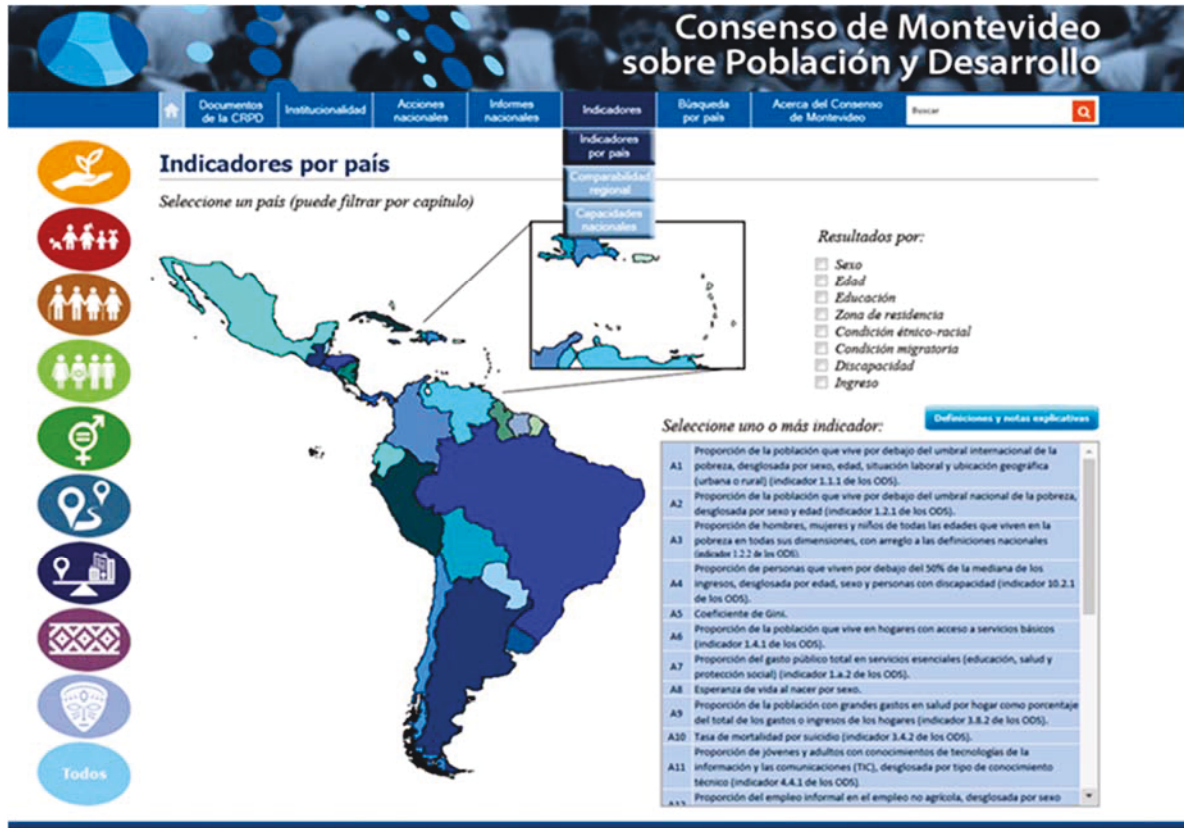 Consenso de Montevideo
sobre Población y Desarrollo
Documentos
de la CRPD
Institucionalidad
Acciones
nacionales
Informes
nacionales
Indicadores
Búsqueda
por país
Acerca del Consenso
de Montevideo
Buscar
Indicadores
por país
Comparabilidad
regional
Capacidades
nacionales
Indicadores por país
Seleccione un país (puede filtrar por capítulo)
Resultados por:
Sexo
Edad
Educación
Zona de residencia
Condición étnico-racial
Condición migratoria
Discapacidad
Ingreso
Definiciones y notas explicativas
Seleccione uno o más indicador:
A1 Proporción de la población que vive por debajo del umbral internacional de la
pobreza, desglosada por sexo, edad, situación laboral y ubicación geográfica
(urbana o rural) (indicador 1.1.1 de los ODS).
A2 Proporción de la población que vive por debajo del umbral nacional de la pobreza,
desglosada por sexo y edad (indicador 1.2.1 de los ODS).
A3 Proporción de hombres, mujeres y niños de todas las edades que viven en la
pobreza en todas sus dimensiones, con arreglo a las definiciones nacionales
(indicador 1.2.2 de los ODS).
A4 Proporción de personas que viven por debajo del 50% de la mediana de los
ingresos, desglosada por edad, sexo y personas con discapacidad (indicador 10.2.1
de los ODS).
A5 Coeficiente de Gini.
A6 Proporción de la población que vive en hogares con acceso a servicios básicos
(indicador 1.4.1 de los ODS).
A7 Proporción del gasto público total en servicios esenciales (educación, salud y
protección social) (indicador 1.a.2 de los ODS).
A8 Esperanza de vida al nacer por sexo.
A9 Proporción de la población con grandes gastos en salud por hogar como porcentaje
del total de los gastos o ingresos de los hogares (indicador 3.8.2 de los ODS).
A10 Tasa de mortalidad por suicidio (indicador 3.4.2 de los ODS).
A11 Proporción de jóvenes y adultos con conocimientos de tecnologías de la
información y las comunicaciones (TIC), desglosada por tipo de conocimiento
técnico (indicador 4.4.1 de los ODS)
A12 Proporción del empleo informal en el empleo no agrícola, desglosada por sexo
Todos